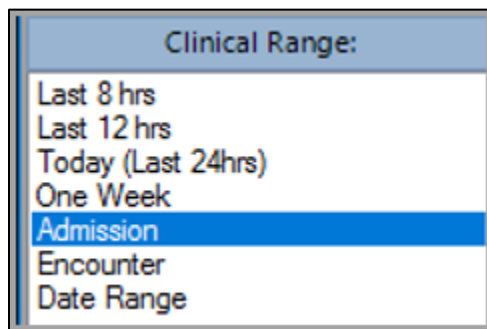 Clinical Range:
Last 8 hrs
Last 12 hrs
Today (Last 24hrs)
One Week
Admission
Encounter
Date Range